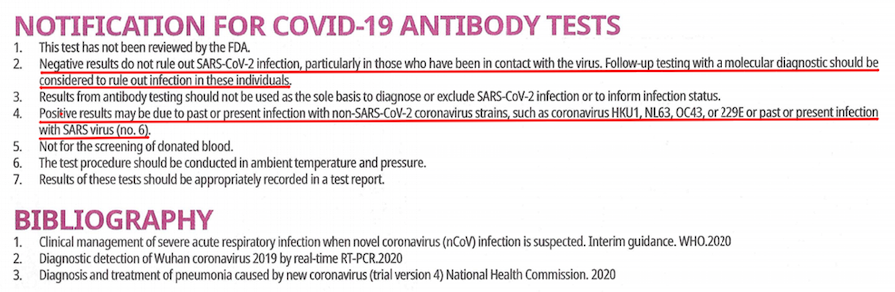 NOTIFICATION FOR COVID-19 ANTIBODY TESTS
1. This test has not been reviewed by the FDA.
2. Negative results do not rule out SARS-CoV-2 infection, particularly in those who have been in contact with the virus. Follow-up testing with a molecular diagnostic should be
considered to rule out infection in these individuals.
3. Results from antibody testing should not be used as the sole basis to diagnose or exclude SARS-CoV-2 infection or to inform infection status.
4. Positive results may be due to past or present infection with non-SARS-CoV-2 coronavirus strains, such as coronavirus HKU1, NL63, OC43, or 229E or past or present infection
with SARS virus (no. 6).
5. Not for the screening of donated blood.
6. The test procedure should be conducted in ambient temperature and pressure.
7. Results of these tests should be appropriately recorded in a test report.
BIBLIOGRAPHY
1. Clinical management of severe acute respiratory infection when novel coronavirus (nCoV) infection is suspected. Interim guidance. WHO.2020
2. Diagnostic detection of Wuhan coronavirus 2019 by real-time RT-PCR.2020
3. Diagnosis and treatment of pneumonia caused by new coronavirus (trial version 4) National Health Commission. 2020